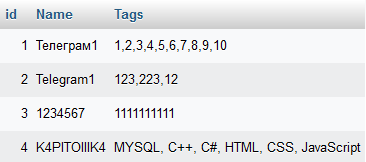 id Name Tags
1 Телеграм1 1,2,3,4,5,6,7,8,9,10
2 Telegram1 123,223,12
3 1234567 1111111111
4 K4PITOIIIK4 MYSQL, C++, C#, HTML, CSS, JavaScript